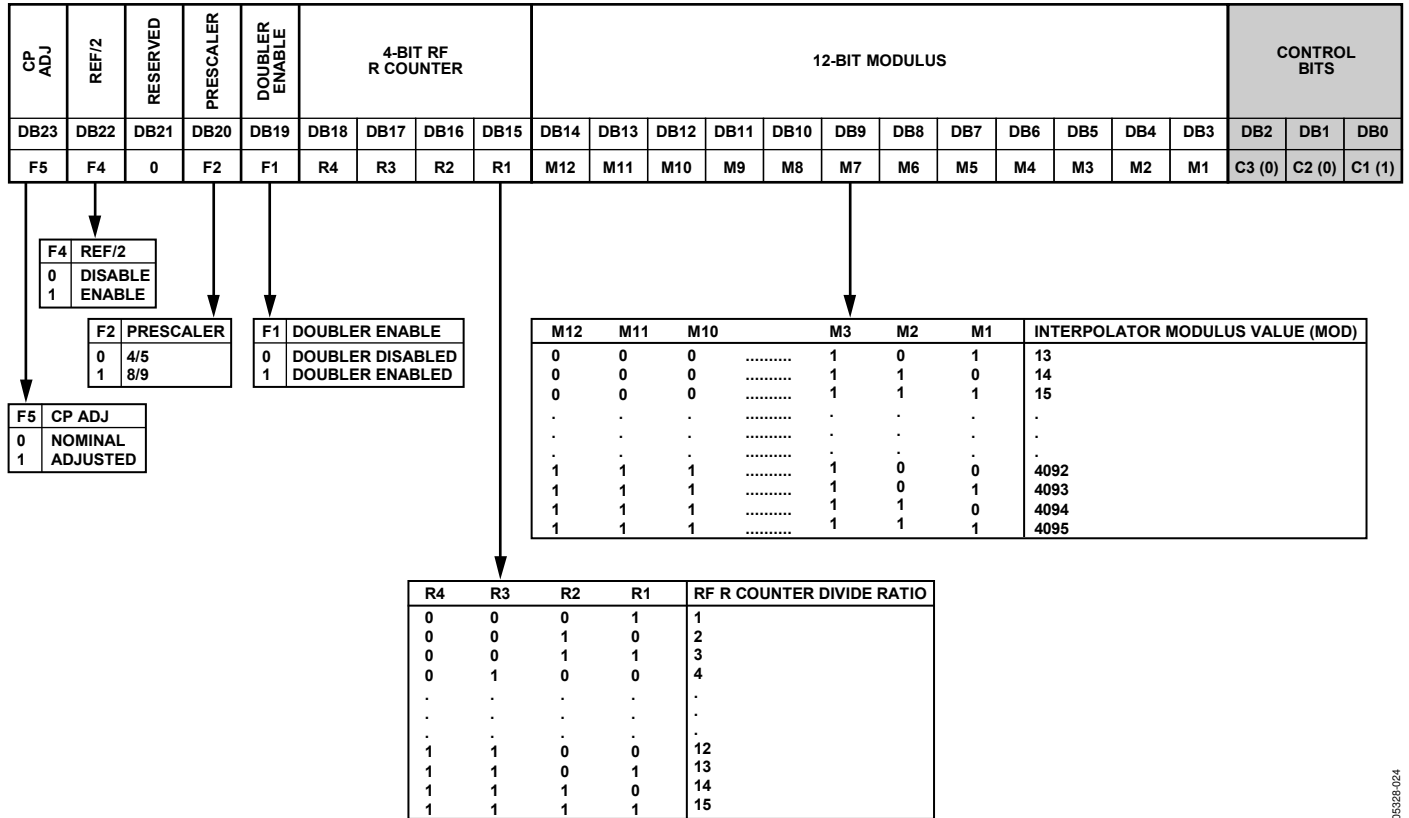 CP ADJ
REF/2
RESERVED
PRESCALER
DOUBLER ENABLE
4-BIT RF
R COUNTER
12-BIT MODULUS
CONTROL
BITS
DB23 DB22 DB21 DB20 DB19 DB18 DB17 DB16 DB15 DB14 DB13 DB12 DB11 DB10 DB9 DB8 DB7 DB6 DB5 DB4 DB3 DB2 DB1 DB0
F5 F4 0 F2 F1 R4 R3 R2 R1 M12 M11 M10 M9 M8 M7 M6 M5 M4 M3 M2 M1 C3 (0) C2 (0) C1 (1)
F4 REF/2
0 DISABLE
1 ENABLE
F2 PRESCALER
0 4/5
1 8/9
F1 DOUBLER ENABLE
0 DOUBLER DISABLED
1 DOUBLER ENABLED
F5 CP ADJ
0 NOMINAL
1 ADJUSTED
M12 M11 M10 M3 M2 M1 INTERPOLATOR MODULUS VALUE (MOD)
0 0 0 .......... 1 0 1 13
0 0 0 .......... 1 1 0 14
0 0 0 .......... 1 1 1 15
. . . .......... . . . .
. . . .......... . . . .
. . . .......... . . . .
1 1 1 .......... 1 0 0 4092
1 1 1 .......... 1 0 1 4093
1 1 1 .......... 1 1 0 4094
1 1 1 .......... 1 1 1 4095
R4 R3 R2 R1 RF R COUNTER DIVIDE RATIO
0 0 0 1 1
0 0 1 0 2
0 0 1 1 3
0 1 0 0 4
. . . . .
. . . . .
. . . . .
1 1 0 0 12
1 1 0 1 13
1 1 1 0 14
1 1 1 1 15
05328-024